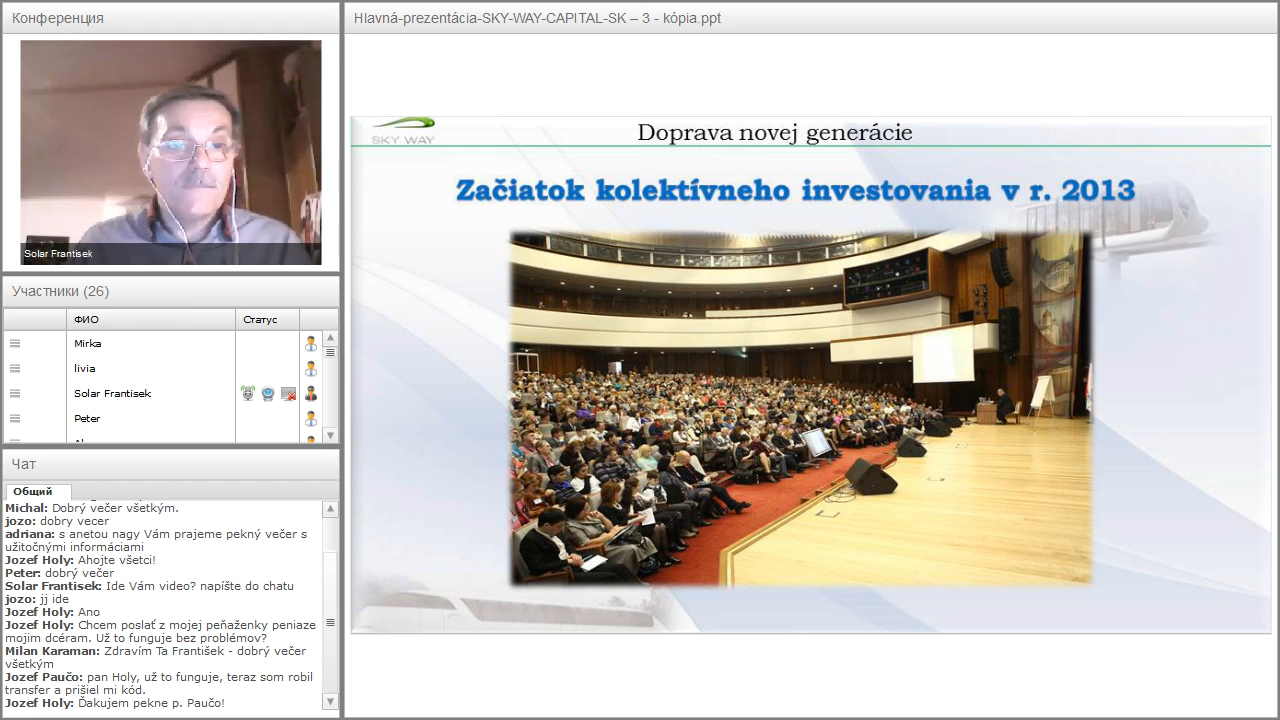 Конференция
Solar Frantisek
Участники (26)
ФИО Статус
Mirka
livia
Solar Frantisek
Peter
Чат
Общий
Michal: Dobrý večer všetkým.
jozo: dobry vecer
adriana: s anetou nagy Vám prajeme pekný večer s
užitočnými informáciami
Jozef Holy: Ahojte všetci!
Peter: dobrý večer
Solar Frantisek: Ide Vám video? napíšte do chatu
jozo: jj ide
Jozef Holy: Ano
Jozef Holy: Chcem poslať z mojej peňaženky peniaze
mojim dcéram. Už to funguje bez problémov?
Milan Karaman: Zdravím Ta František - dobrý večer
všetkým
Jozef Paučo: pan Holy, už to funguje, teraz som robil
transfer a prišiel mi kód.
Jozef Holy: Ďakujem pekne p. Paučo!
Hlavná-prezentácia-SKY-WAY-CAPITAL-SK – 3 - kópia.ppt
SKY WAY
Doprava novej generácie
Začiatok kolektívneho investovania v r. 2013